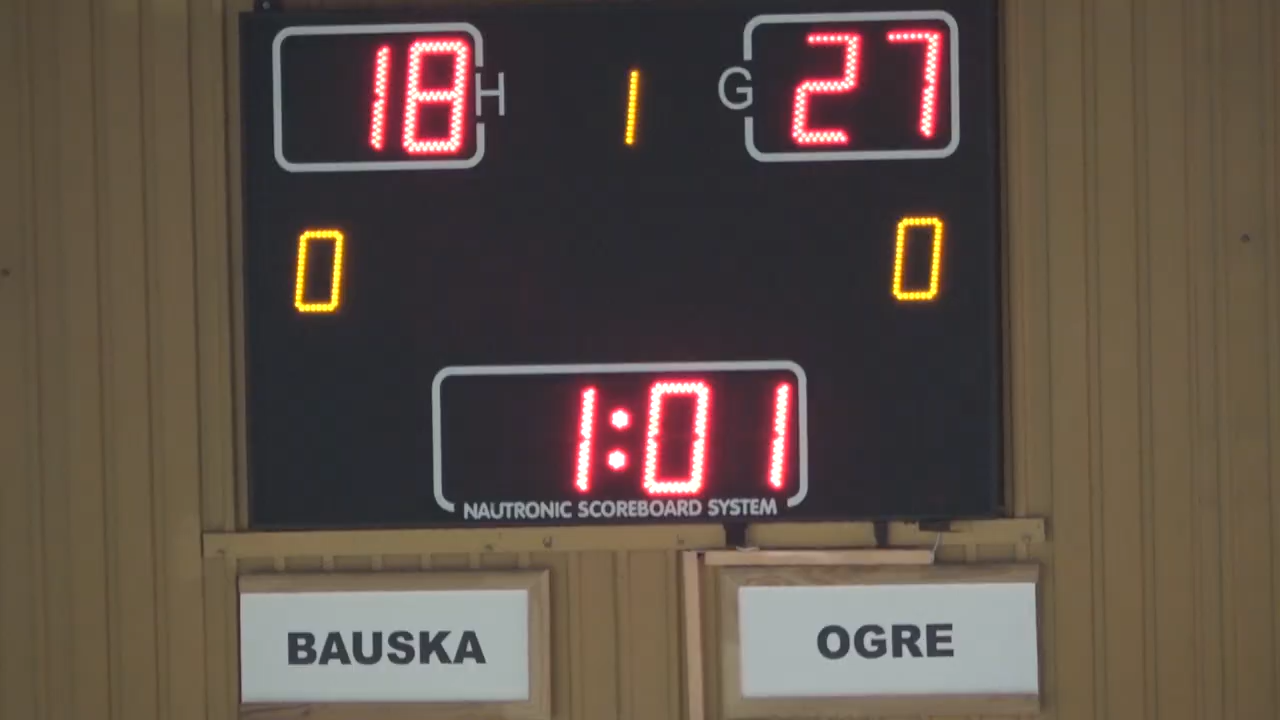 18 H 1 G 27
0 0
1:01
NAUTRONIC SCOREBOARD SYSTEM
BAUSKA OGRE